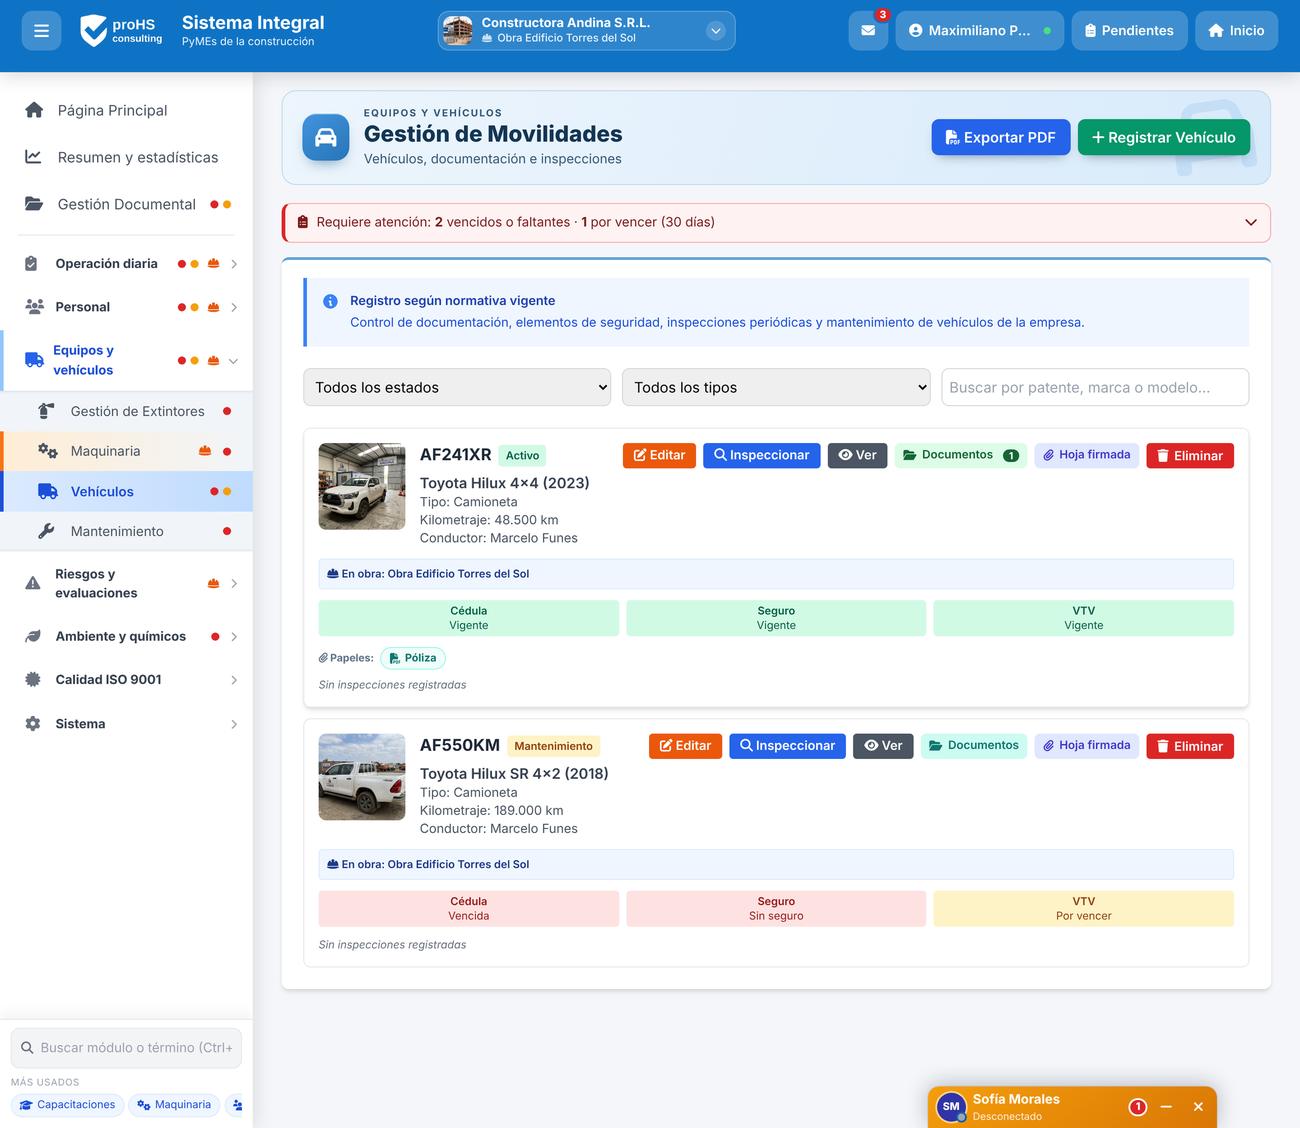 proHS
consulting
Sistema Integral
PyMEs de la construcción
Constructora Andina S.R.L.
Obra Edificio Torres del Sol
3
Maximiliano P...
Pendientes
Inicio
Página Principal
Resumen y estadísticas
Gestión Documental
Operación diaria
Personal
Equipos y
vehículos
Gestión de Extintores
Maquinaria
Vehículos
Mantenimiento
Riesgos y
evaluaciones
Ambiente y químicos
Calidad ISO 9001
Sistema
Buscar módulo o término (Ctrl+
MÁS USADOS
Capacitaciones
Maquinaria
EQUIPOS Y VEHÍCULOS
Gestión de Movilidades
Vehículos, documentación e inspecciones
Exportar PDF
Registrar Vehículo
Requiere atención: 2 vencidos o faltantes · 1 por vencer (30 días)
Registro según normativa vigente
Control de documentación, elementos de seguridad, inspecciones periódicas y mantenimiento de vehículos de la empresa.
Todos los estados
Todos los tipos
Buscar por patente, marca o modelo...
AF241XR Activo
Editar
Inspeccionar
Ver
Documentos 1
Hoja firmada
Eliminar
Toyota Hilux 4×4 (2023)
Tipo: Camioneta
Kilometraje: 48.500 km
Conductor: Marcelo Funes
En obra: Obra Edificio Torres del Sol
Cédula
Vigente
Seguro
Vigente
VTV
Vigente
Papeles: Póliza
Sin inspecciones registradas
AF550KM Mantenimiento
Editar
Inspeccionar
Ver
Documentos
Hoja firmada
Eliminar
Toyota Hilux SR 4×2 (2018)
Tipo: Camioneta
Kilometraje: 189.000 km
Conductor: Marcelo Funes
En obra: Obra Edificio Torres del Sol
Cédula
Vencida
Seguro
Sin seguro
VTV
Por vencer
Sin inspecciones registradas
SM
Sofía Morales
Desconectado
1